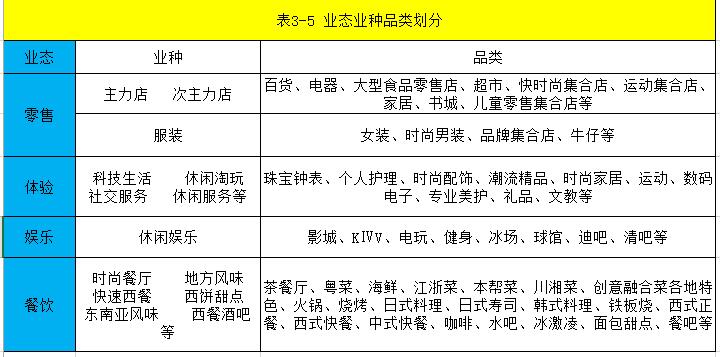 表3-5 业态业种品类划分
业态 业种 品类
零售
主力店 次主力店
百货、电器、大型食品零售店、超市、快时尚集合店、运动集合店、
家居、书城、儿童零售集合店等
服装
女装、时尚男装、品牌集合店、牛仔等
体验
科技生活 休闲淘玩
社交服务 休闲服务等
珠宝钟表、个人护理、时尚配饰、潮流精品、时尚家居、运动、数码
电子、专业美护、礼品、文教等
娱乐
休闲娱乐
影城、KIVv、电玩、健身、冰场、球馆、迪吧、清吧等
餐饮
时尚餐厅 地方风味
快速西餐 西饼甜点
东南亚风味 西餐酒吧
等
茶餐厅、粤菜、海鲜、江浙菜、本帮菜、川湘菜、创意融合菜各地特
色、火锅、烧烤、日式料理、日式寿司、韩式料理、铁板烧、西式正
餐、西式快餐、中式快餐、咖啡、水吧、冰激凌、面包甜点、餐吧等